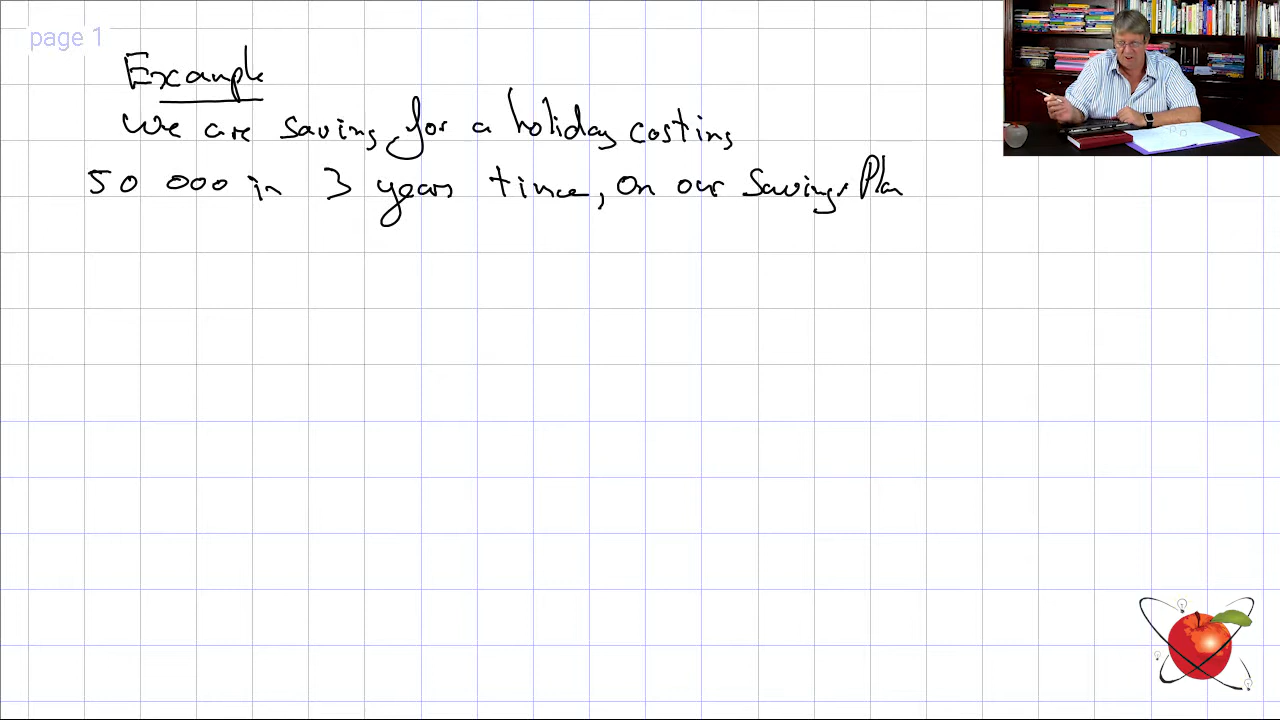 page 1
Example
We are saving for a holiday costing
50 000 in 3 years time, on our Savings Plan